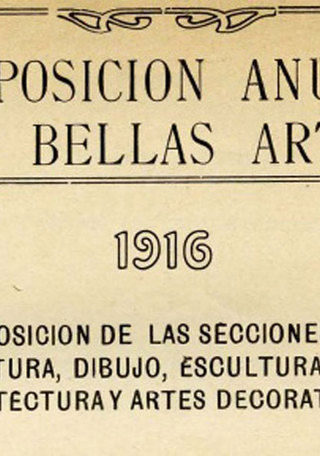 POSICION ANU
BELLAS ART
1916
OSICION DE LAS SECCIONE
TURA, DIBUJO, ESCULTURA
TECTURA Y ARTES DECORAT